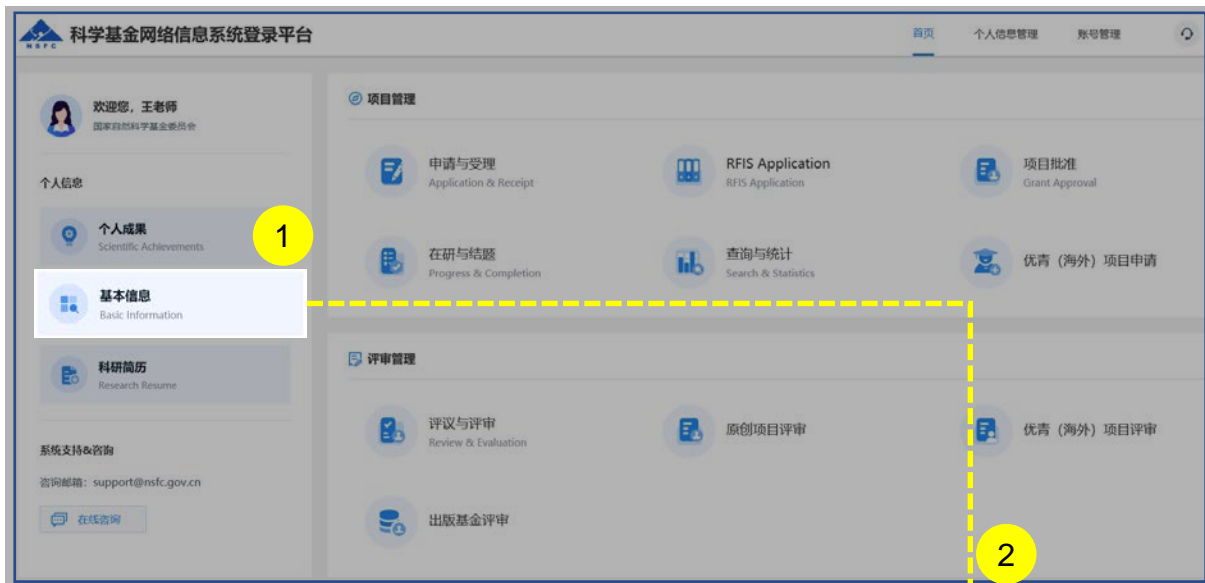 NSFC
科学基金网络信息系统登录平台
首页 个人信息管理 账号管理
欢迎您，王老师
国家自然科学基金委员会
个人信息
个人成果
Scientific Achievements
1
基本信息
Basic Information
科研简历
Research Resume
系统支持&咨询
咨询邮箱：support@nsfc.gov.cn
在线咨询
项目管理
申请与受理
Application & Receipt
RFIS Application
RFIS Application
项目批准
Grant Approval
在研与结题
Progress & Completion
查询与统计
Search & Statistics
优青（海外）项目申请
评审管理
评议与评审
Review & Evaluation
原创项目评审
优青（海外）项目评审
出版基金评审
2